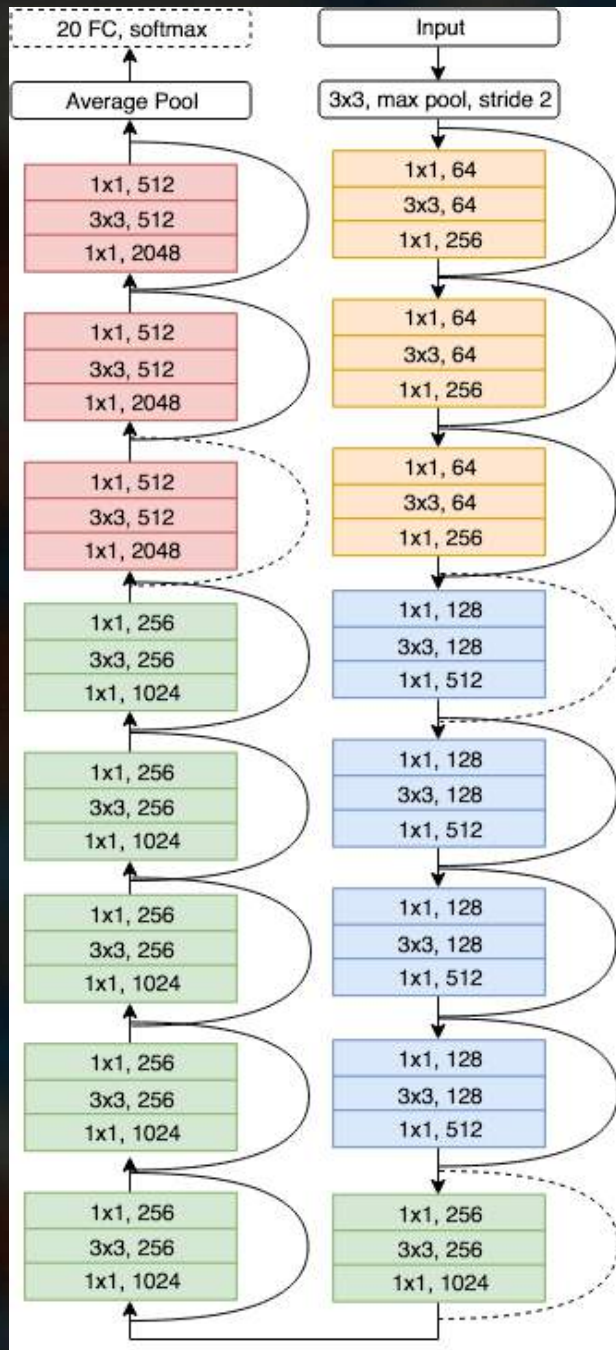 Input
3x3, max pool, stride 2
1x1, 64
3x3, 64
1x1, 256
1x1, 64
3x3, 64
1x1, 256
1x1, 64
3x3, 64
1x1, 256
1x1, 128
3x3, 128
1x1, 512
1x1, 128
3x3, 128
1x1, 512
1x1, 128
3x3, 128
1x1, 512
1x1, 128
3x3, 128
1x1, 512
1x1, 256
3x3, 256
1x1, 1024
20 FC, softmax
Average Pool
1x1, 512
3x3, 512
1x1, 2048
1x1, 512
3x3, 512
1x1, 2048
1x1, 512
3x3, 512
1x1, 2048
1x1, 256
3x3, 256
1x1, 1024
1x1, 256
3x3, 256
1x1, 1024
1x1, 256
3x3, 256
1x1, 1024
1x1, 256
3x3, 256
1x1, 1024
1x1, 256
3x3, 256
1x1, 1024